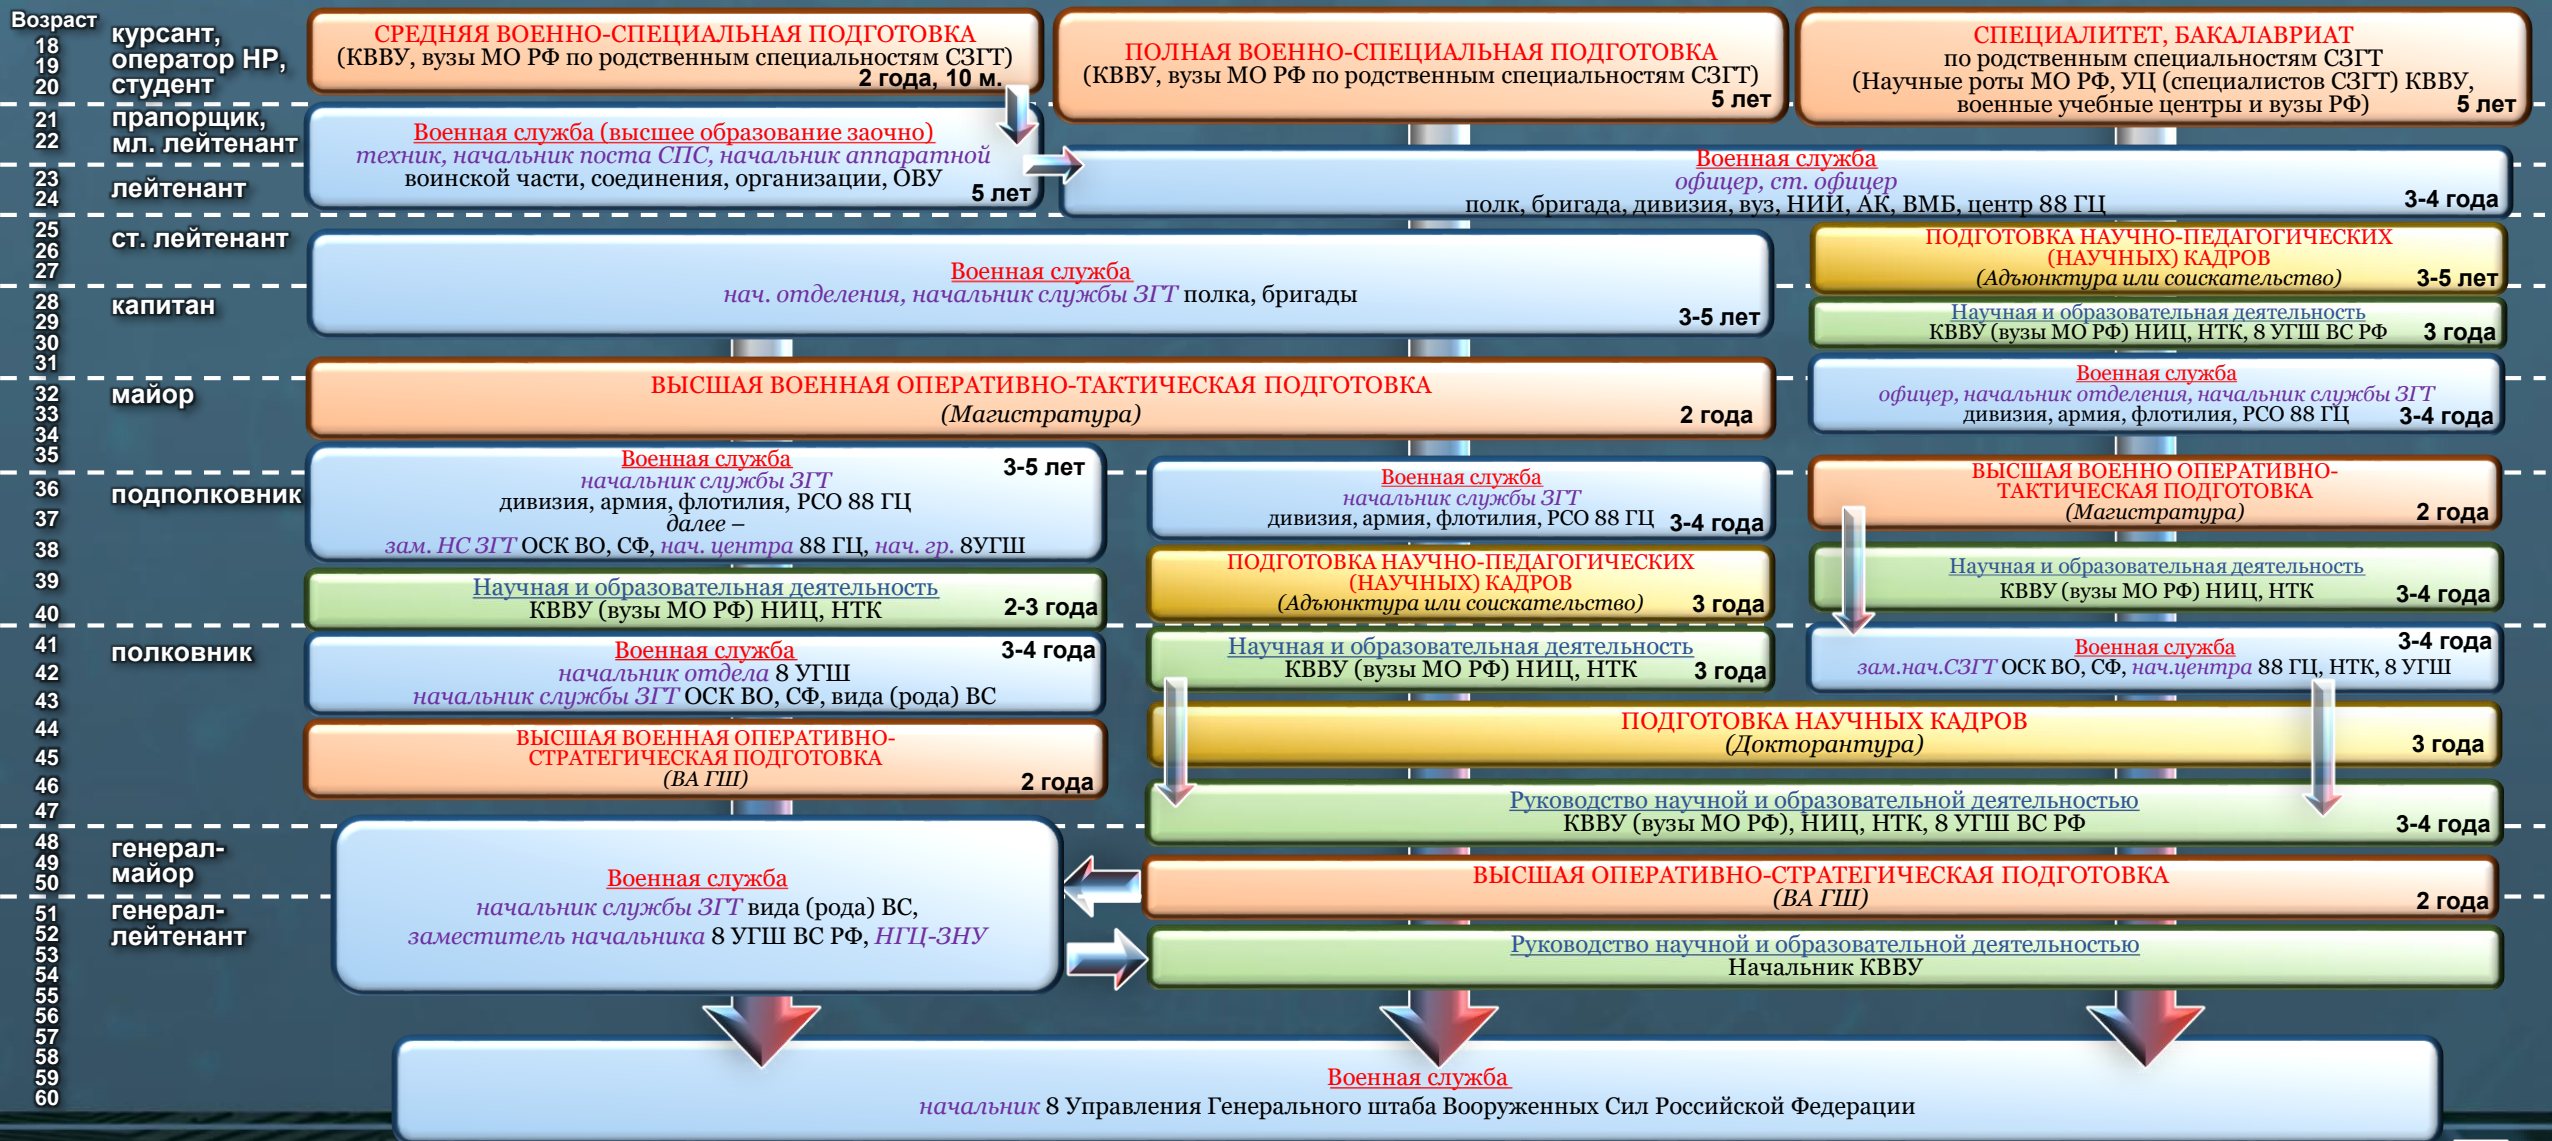 Возраст
18
19
20
21
22
23
24
25
26
27
28
29
30
31
32
33
34
35
36
37
38
39
40
41
42
43
44
45
46
47
48
49
50
51
52
53
54
55
56
57
58
59
60
курсант,
оператор НР,
студент
прапорщик,
мл. лейтенант
лейтенант
ст. лейтенант
капитан
майор
подполковник
полковник
генерал-
майор
генерал-
лейтенант
СРЕДНЯЯ ВОЕННО-СПЕЦИАЛЬНАЯ ПОДГОТОВКА
(КВВУ, вузы МО РФ по родственным специальностям СЗГТ)
2 года, 10 м.
ПОЛНАЯ ВОЕННО-СПЕЦИАЛЬНАЯ ПОДГОТОВКА
(КВВУ, вузы МО РФ по родственным специальностям СЗГТ)
5 лет
СПЕЦИАЛИТЕТ, БАКАЛАВРИАТ
по родственным специальностям СЗГТ
(Научные роты МО РФ, УЦ (специалистов СЗГТ) КВВУ,
военные учебные центры и вузы РФ)
5 лет
Военная служба (высшее образование заочно)
техник, начальник поста СПС, начальник аппаратной
воинской части, соединения, организации, ОВУ
5 лет
Военная служба
офицер, ст. офицер
полк, бригада, дивизия, вуз, НИИ, АК, ВМБ, центр 88 ГЦ
3-4 года
Военная служба
нач. отделения, начальник службы ЗГТ полка, бригады
3-5 лет
ПОДГОТОВКА НАУЧНО-ПЕДАГОГИЧЕСКИХ
(НАУЧНЫХ) КАДРОВ
(Адъюнктура или соискательство)
3-5 лет
Научная и образовательная деятельность
КВВУ (вузы МО РФ) НИЦ, НТК, 8 УГШ ВС РФ
3 года
ВЫСШАЯ ВОЕННАЯ ОПЕРАТИВНО-ТАКТИЧЕСКАЯ ПОДГОТОВКА
(Магистратура)
2 года
Военная служба
офицер, начальник отделения, начальник службы ЗГТ
дивизия, армия, флотилия, РСО 88 ГЦ
3-4 года
Военная служба
3-5 лет
начальник службы ЗГТ
дивизия, армия, флотилия, РСО 88 ГЦ
далее –
зам. НС ЗГТ ОСК ВО, СФ, нач. центра 88 ГЦ, нач. гр. 8УГШ
Военная служба
начальник службы ЗГТ
дивизия, армия, флотилия, РСО 88 ГЦ
3-4 года
ВЫСШАЯ ВОЕННО ОПЕРАТИВНО-
ТАКТИЧЕСКАЯ ПОДГОТОВКА
(Магистратура)
2 года
Научная и образовательная деятельность
КВВУ (вузы МО РФ) НИЦ, НТК
2-3 года
ПОДГОТОВКА НАУЧНО-ПЕДАГОГИЧЕСКИХ
(НАУЧНЫХ) КАДРОВ
(Адъюнктура или соискательство)
3 года
Научная и образовательная деятельность
КВВУ (вузы МО РФ) НИЦ, НТК
3-4 года
Военная служба
3-4 года
начальник отдела 8 УГШ
начальник службы ЗГТ ОСК ВО, СФ, вида (рода) ВС
Научная и образовательная деятельность
КВВУ (вузы МО РФ) НИЦ, НТК
3 года
Военная служба
3-4 года
зам.нач.СЗГТ ОСК ВО, СФ, нач.центра 88 ГЦ, НТК, 8 УГШ
ВЫСШАЯ ВОЕННАЯ ОПЕРАТИВНО-
СТРАТЕГИЧЕСКАЯ ПОДГОТОВКА
(ВА ГШ)
2 года
ПОДГОТОВКА НАУЧНЫХ КАДРОВ
(Докторантура)
3 года
Руководство научной и образовательной деятельностью
КВВУ (вузы МО РФ), НИЦ, НТК, 8 УГШ ВС РФ
3-4 года
Военная служба
начальник службы ЗГТ вида (рода) ВС,
заместитель начальника 8 УГШ ВС РФ, НГЦ-ЗНУ
ВЫСШАЯ ОПЕРАТИВНО-СТРАТЕГИЧЕСКАЯ ПОДГОТОВКА
(ВА ГШ)
2 года
Руководство научной и образовательной деятельностью
Начальник КВВУ
Военная служба
начальник 8 Управления Генерального штаба Вооруженных Сил Российской Федерации